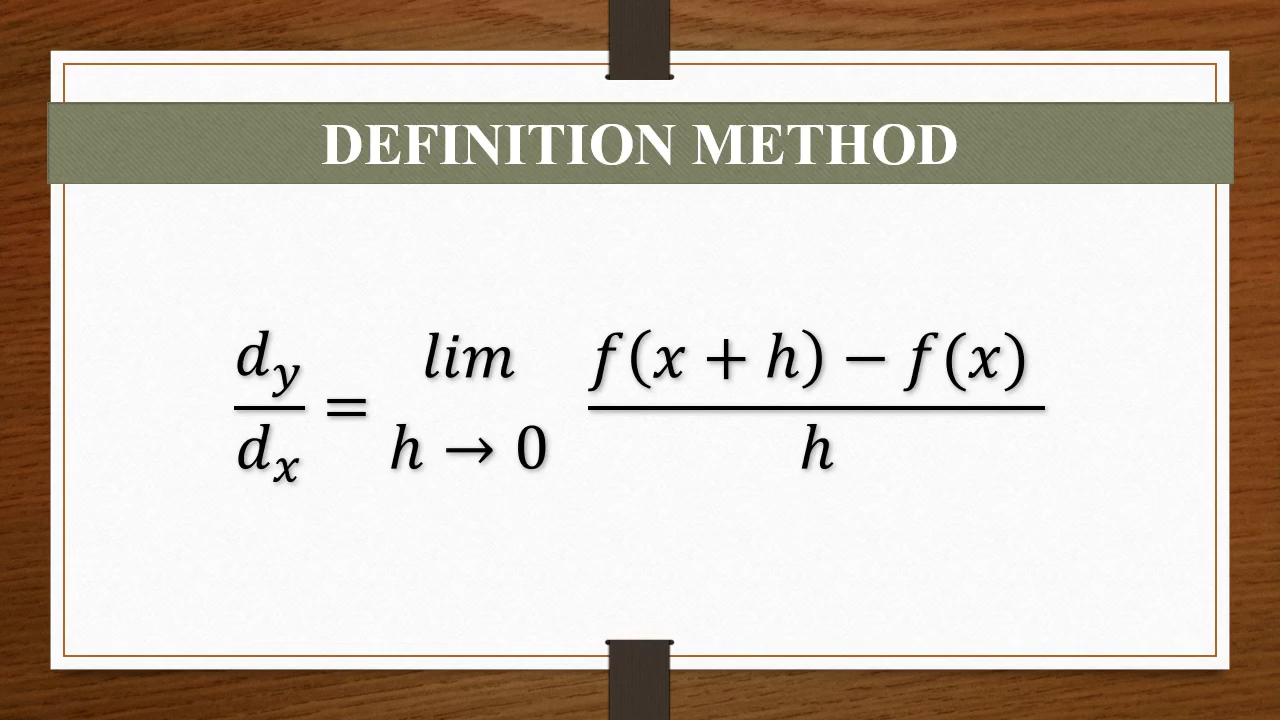 DEFINITION METHOD
d_y/d_x = lim h → 0 f(x + h) − f(x)/h